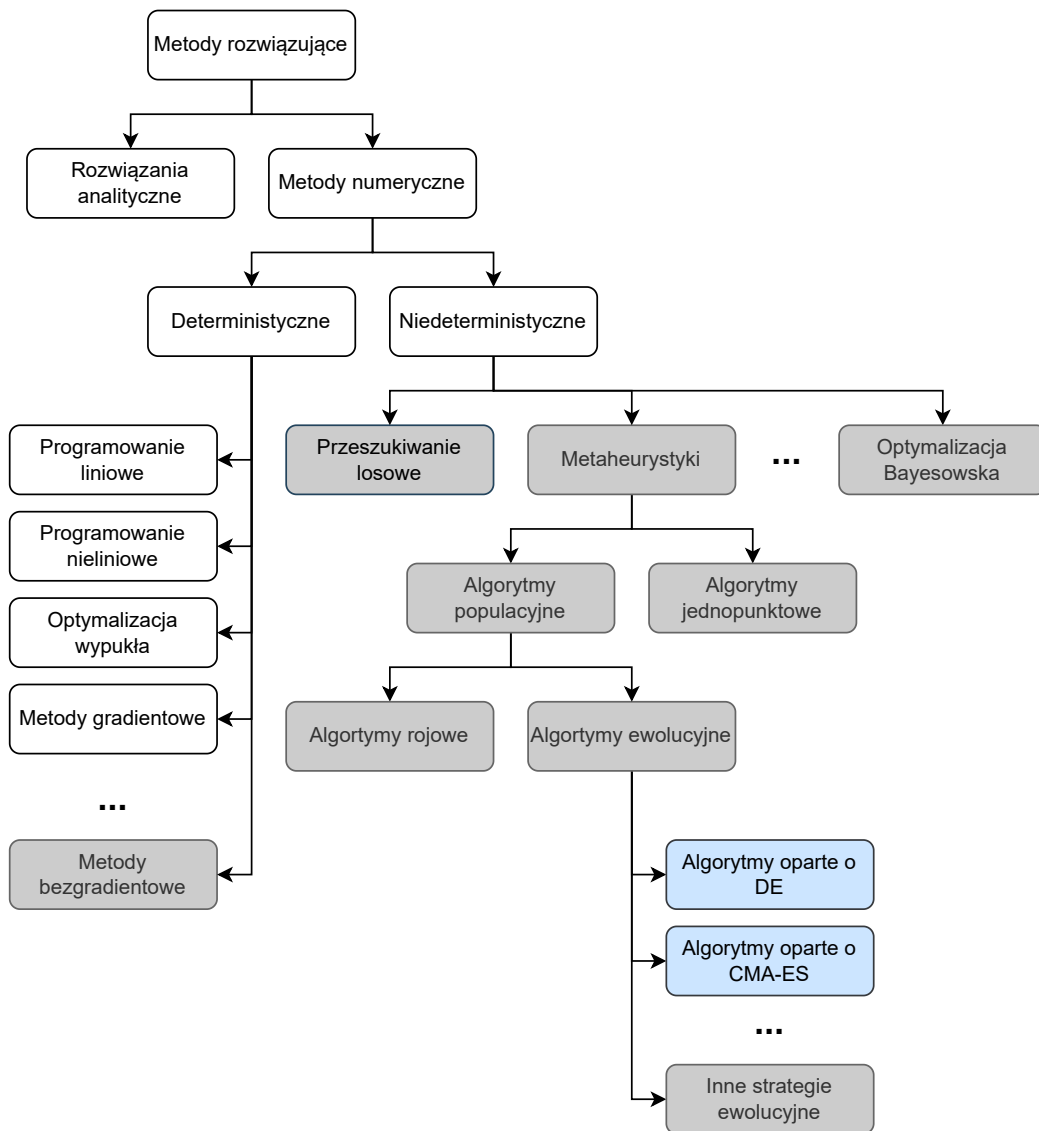 Metody rozwiązujące
Rozwiązania
analityczne
Metody numeryczne
Deterministyczne
Niedeterministyczne
Programowanie
liniowe
Przeszukiwanie
losowe
Metaheurystyki
...
Optymalizacja
Bayesowska
Programowanie
nieliniowe
Algorytmy
populacyjne
Algorytmy
jednopunktowe
Optymalizacja
wypukła
Metody gradientowe
Algortymy rojowe
Algortymy ewolucyjne
...
Metody
bezgradientowe
Algorytmy oparte o
DE
Algorytmy oparte o
CMA-ES
...
Inne strategie
ewolucyjne